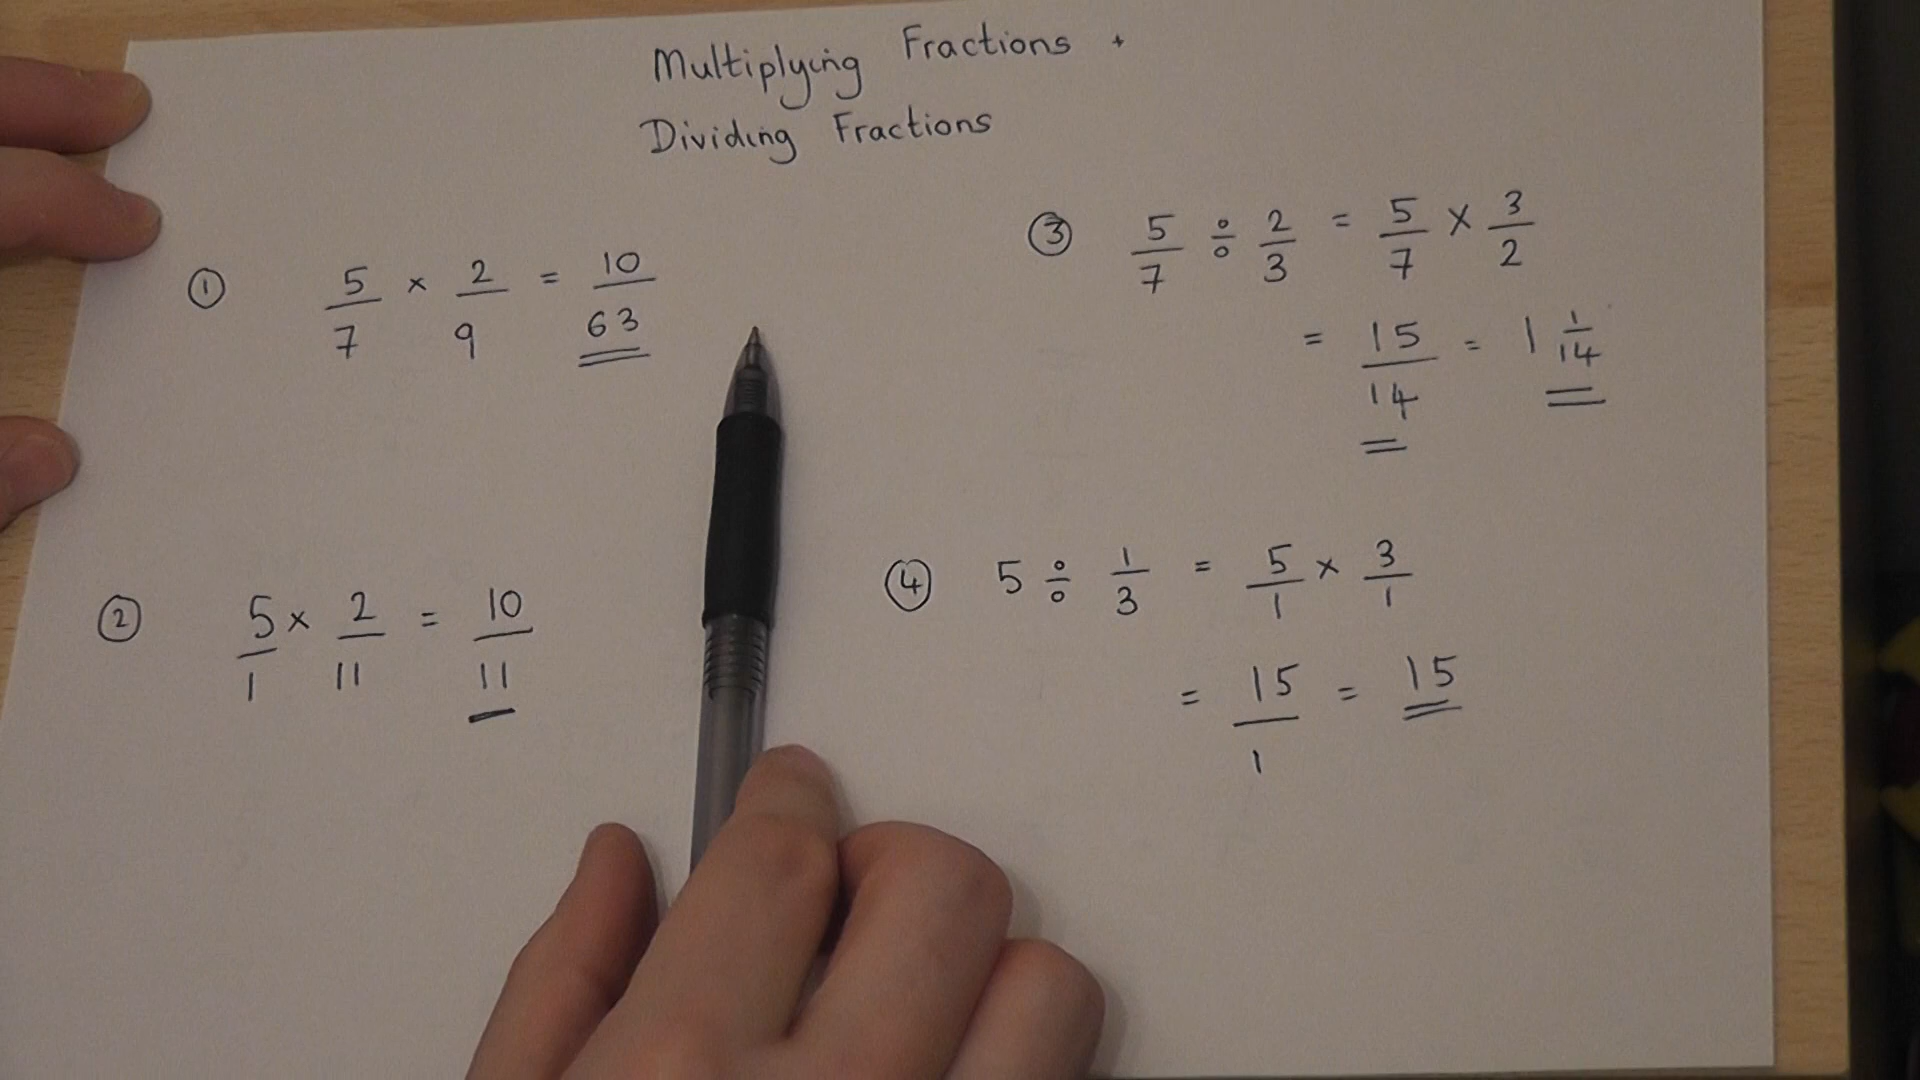 Multiplying Fractions +
Dividing Fractions
① 5/7 × 2/9 = 10/63
② 5/1 × 2/11 = 10/11
③ 5/7 ÷ 2/3 = 5/7 × 3/2
= 15/14 = 1 1/14
④ 5 ÷ 1/3 = 5/1 × 3/1
= 15/1 = 15